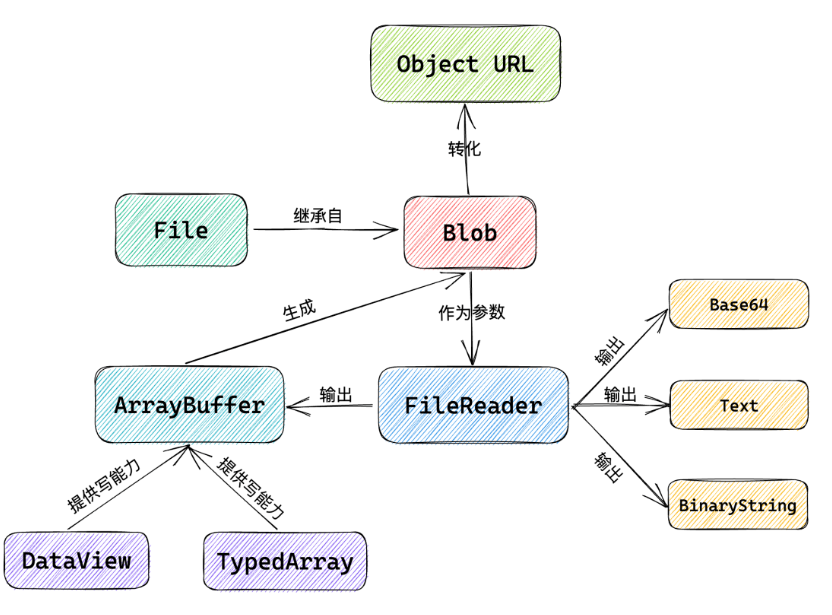 Object URL
转化
File
继承自
Blob
生成
作为参数
Base64
输出
ArrayBuffer
输出
FileReader
输出
Text
输出
BinaryString
提供写能力
提供写能力
DataView
TypedArray